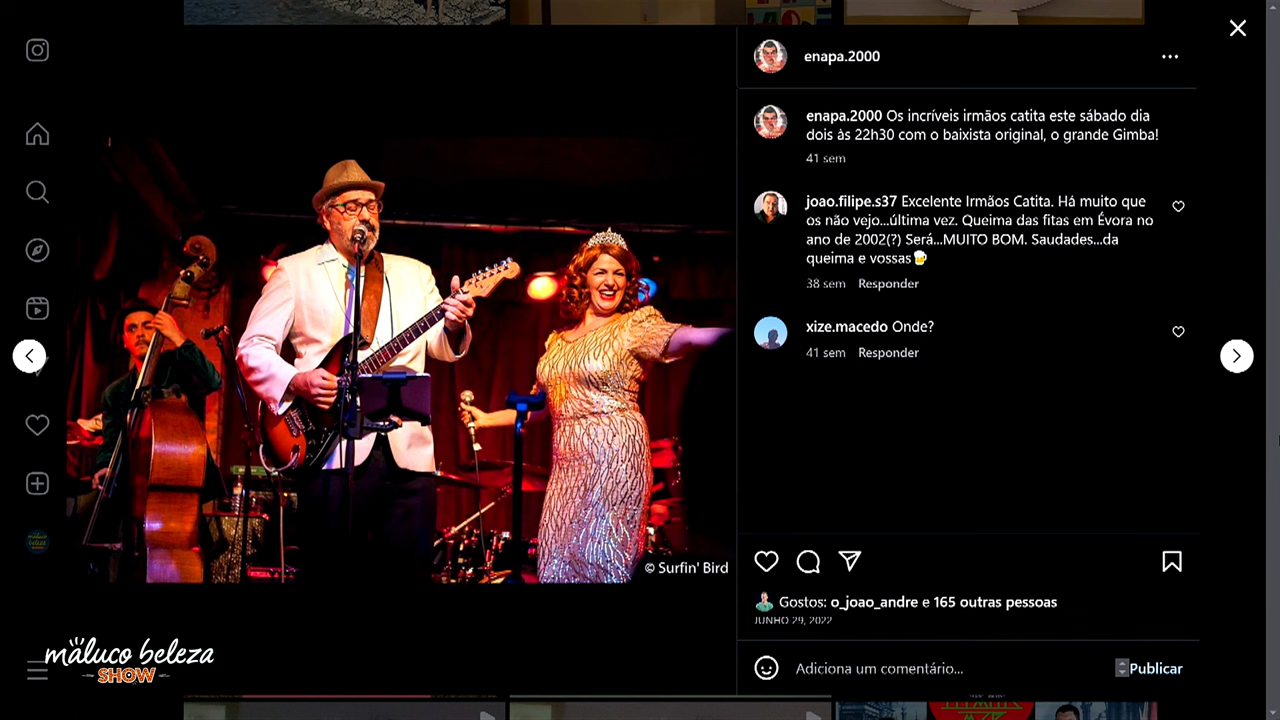 enapa.2000
enapa.2000 Os incríveis irmãos catita este sábado dia
dois às 22h30 com o baixista original, o grande Gimba!
41 sem
joao.filipe.s37 Excelente Irmãos Catita. Há muito que
os não vejo...última vez. Queima das fitas em Évora no
ano de 2002(?) Será...MUITO BOM. Saudades...da
queima e vossas🍺
38 sem Responder
xize.macedo Onde?
41 sem Responder
© Surfin' Bird
Gostos: o_joao_andre e 165 outras pessoas
JUNHO 29, 2022
maluco beleza
SHOW
Adiciona um comentário... Publicar